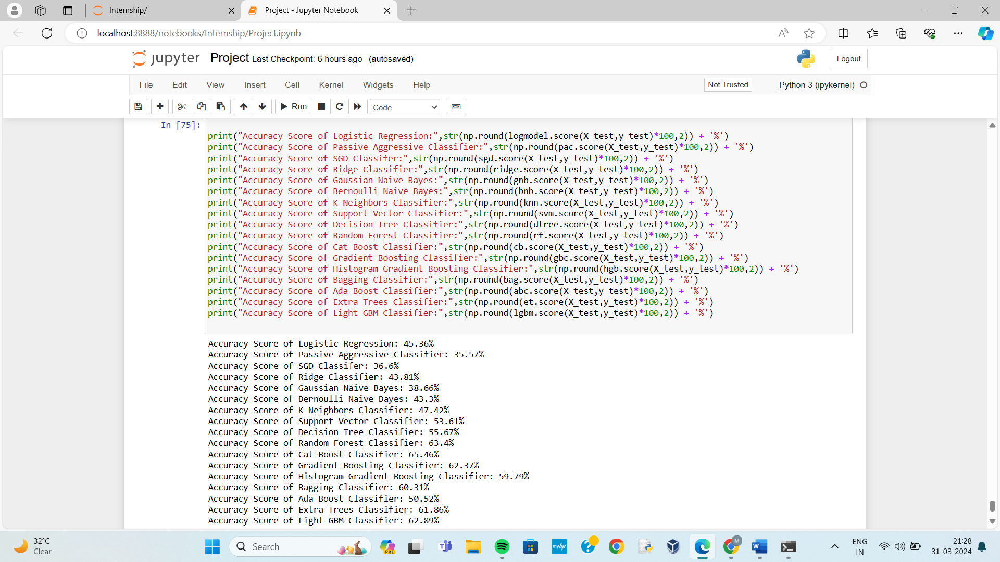 Internship/
Project - Jupyter Notebook
localhost:8888/notebooks/Internship/Project.ipynb
jupyter Project Last Checkpoint: 6 hours ago (autosaved)
Logout
File Edit View Insert Cell Kernel Widgets Help
Not Trusted
Python 3 (ipykernel)
Run
Code
In [75]:
print("Accuracy Score of Logistic Regression:",str(np.round(logmodel.score(X_test,y_test)*100,2)) + '%')
print("Accuracy Score of Passive Aggressive Classifier:",str(np.round(pac.score(X_test,y_test)*100,2)) + '%')
print("Accuracy Score of SGD Classifer:",str(np.round(sgd.score(X_test,y_test)*100,2)) + '%')
print("Accuracy Score of Ridge Classifier:",str(np.round(ridge.score(X_test,y_test)*100,2)) + '%')
print("Accuracy Score of Gaussian Naive Bayes:",str(np.round(gnb.score(X_test,y_test)*100,2)) + '%')
print("Accuracy Score of Bernoulli Naive Bayes:",str(np.round(bnb.score(X_test,y_test)*100,2)) + '%')
print("Accuracy Score of K Neighbors Classifier:",str(np.round(knn.score(X_test,y_test)*100,2)) + '%')
print("Accuracy Score of Support Vector Classifier:",str(np.round(svm.score(X_test,y_test)*100,2)) + '%')
print("Accuracy Score of Decision Tree Classifier:",str(np.round(dtree.score(X_test,y_test)*100,2)) + '%')
print("Accuracy Score of Random Forest Classifier:",str(np.round(rf.score(X_test,y_test)*100,2)) + '%')
print("Accuracy Score of Cat Boost Classifier:",str(np.round(cb.score(X_test,y_test)*100,2)) + '%')
print("Accuracy Score of Gradient Boosting Classifier:",str(np.round(gbc.score(X_test,y_test)*100,2)) + '%')
print("Accuracy Score of Histogram Gradient Boosting Classifier:",str(np.round(hgb.score(X_test,y_test)*100,2)) + '%')
print("Accuracy Score of Bagging Classifier:",str(np.round(bag.score(X_test,y_test)*100,2)) + '%')
print("Accuracy Score of Ada Boost Classifier:",str(np.round(abc.score(X_test,y_test)*100,2)) + '%')
print("Accuracy Score of Extra Trees Classifier:",str(np.round(et.score(X_test,y_test)*100,2)) + '%')
print("Accuracy Score of Light GBM Classifier:",str(np.round(lgbm.score(X_test,y_test)*100,2)) + '%')
Accuracy Score of Logistic Regression: 45.36%
Accuracy Score of Passive Aggressive Classifier: 35.57%
Accuracy Score of SGD Classifer: 36.6%
Accuracy Score of Ridge Classifier: 43.81%
Accuracy Score of Gaussian Naive Bayes: 38.66%
Accuracy Score of Bernoulli Naive Bayes: 43.3%
Accuracy Score of K Neighbors Classifier: 47.42%
Accuracy Score of Support Vector Classifier: 53.61%
Accuracy Score of Decision Tree Classifier: 55.67%
Accuracy Score of Random Forest Classifier: 63.4%
Accuracy Score of Cat Boost Classifier: 65.46%
Accuracy Score of Gradient Boosting Classifier: 62.37%
Accuracy Score of Histogram Gradient Boosting Classifier: 59.79%
Accuracy Score of Bagging Classifier: 60.31%
Accuracy Score of Ada Boost Classifier: 50.52%
Accuracy Score of Extra Trees Classifier: 61.86%
Accuracy Score of Light GBM Classifier: 62.89%
32°C
Clear
Search
PRE
myhp
M
ENG
IN
21:28
31-03-2024